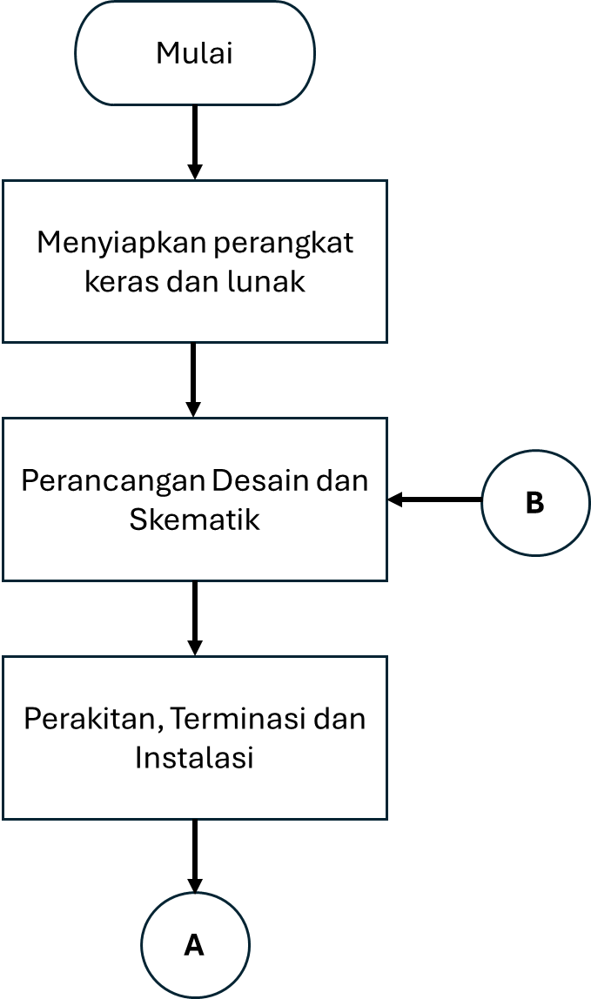 Mulai
Menyiapkan perangkat
keras dan lunak
Perancangan Desain dan
Skematik
B
Perakitan, Terminasi dan
Instalasi
A